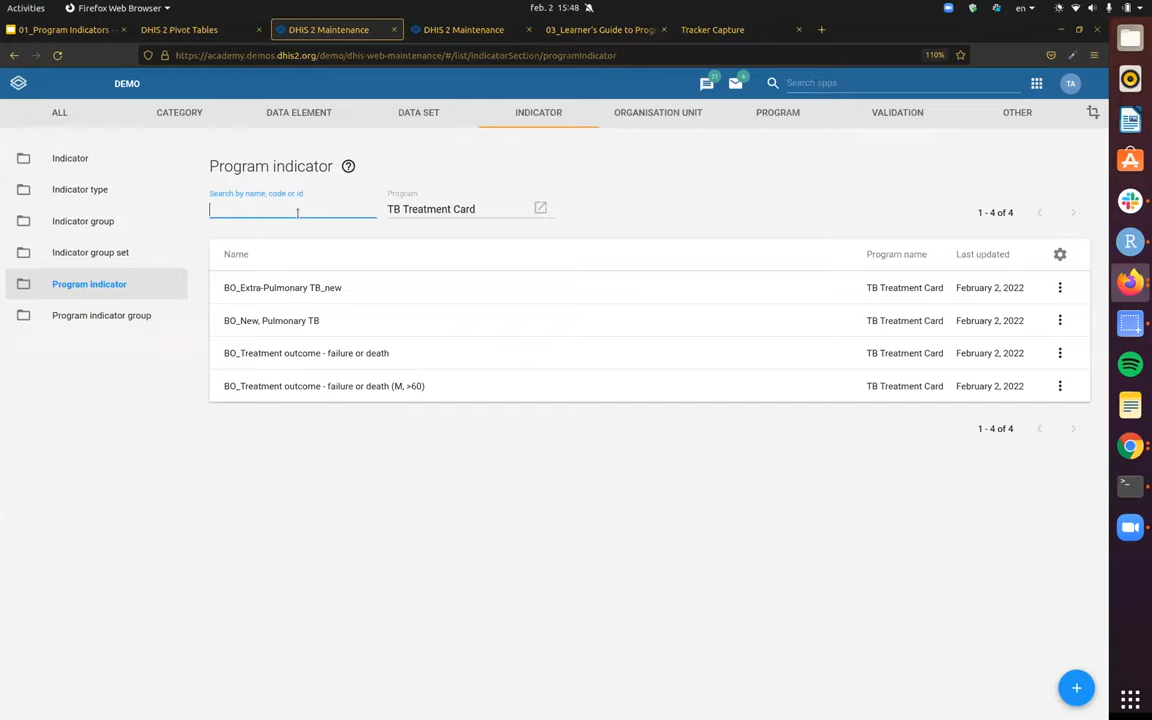 Activities
Firefox Web Browser
feb. 2 15:48
en
01_Program Indicators -
DHIS 2 Pivot Tables
DHIS 2 Maintenance
DHIS 2 Maintenance
03_Learner's Guide to Prog
Tracker Capture
https://academy.demos.dhis2.org/demo/dhis-web-maintenance/#/list/indicatorSection/programIndicator
110%
DEMO
Search apps
TA
ALL
CATEGORY
DATA ELEMENT
DATA SET
INDICATOR
ORGANISATION UNIT
PROGRAM
VALIDATION
OTHER
Indicator
Indicator type
Indicator group
Indicator group set
Program indicator
Program indicator group
Program indicator
Search by name, code or id
Program
TB Treatment Card
1 - 4 of 4
Name Program name Last updated
BO_Extra-Pulmonary TB_new TB Treatment Card February 2, 2022
BO_New, Pulmonary TB TB Treatment Card February 2, 2022
BO_Treatment outcome - failure or death TB Treatment Card February 2, 2022
BO_Treatment outcome - failure or death (M, >60) TB Treatment Card February 2, 2022
1 - 4 of 4